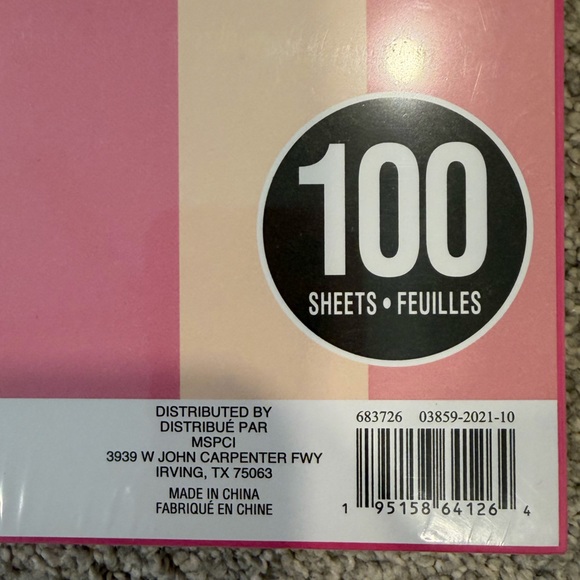 100
SHEETS • FEUILLES
DISTRIBUTED BY
DISTRIBUÉ PAR
MSPCI
3939 W JOHN CARPENTER FWY
IRVING, TX 75063
MADE IN CHINA
FABRIQUÉ EN CHINE
683726 03859-2021-10
1 95158 64126 4